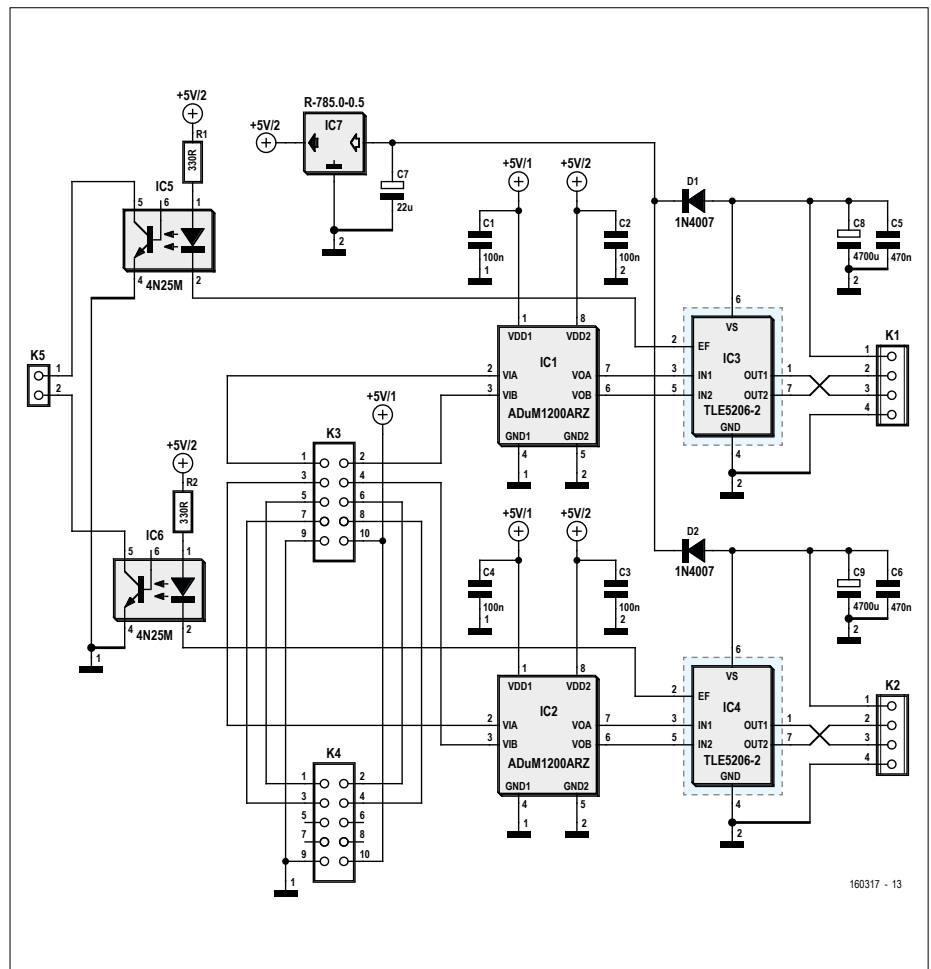 +5V/2
R-785.0-0.5
R1
330R
+5V/2
IC7
C7
22u
2
+5V/1
+5V/2
D1
1N4007
IC5
5
6
1
4
2
4N25M
C1
100n
1
C2
100n
2
C8
4700u
C5
470n
2
1
8
VDD1
VDD2
IC1
2
VIA
3
VIB
VOA
7
VOB
6
ADuM1200ARZ
GND1
GND2
4
5
1
2
6
VS
2
EF
IC3
3
IN1
5
IN2
OUT1
1
OUT2
7
TLE5206-2
GND
4
2
K1
1
2
3
4
K5
1
2
+5V/1
K3
1
2
3
4
5
6
7
8
9
10
+5V/2
R2
330R
IC6
5
6
1
4
2
4N25M
1
+5V/1
+5V/2
D2
1N4007
C4
100n
1
C3
100n
2
C9
4700u
C6
470n
2
1
8
VDD1
VDD2
IC2
2
VIA
3
VIB
VOA
7
VOB
6
ADuM1200ARZ
GND1
GND2
4
5
1
2
6
VS
2
EF
IC4
3
IN1
5
IN2
OUT1
1
OUT2
7
TLE5206-2
GND
4
2
K2
1
2
3
4
K4
1
2
3
4
5
6
7
8
9
10
1
160317 - 13